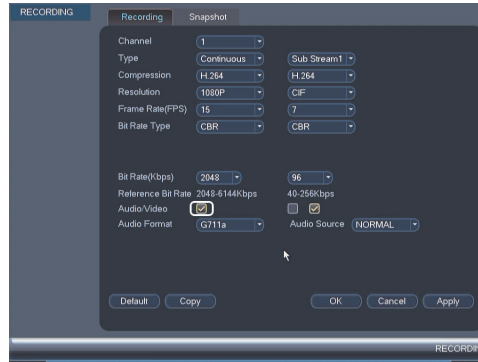 RECORDING
Recording Snapshot
Channel 1
Type Continuous Sub Stream1
Compression H.264 H.264
Resolution 1080P CIF
Frame Rate(FPS) 15 7
Bit Rate Type CBR CBR
Bit Rate(Kbps) 2048 96
Reference Bit Rate 2048-6144Kbps 40-256Kbps
Audio/Video
Audio Format G711a Audio Source NORMAL
Default Copy OK Cancel Apply